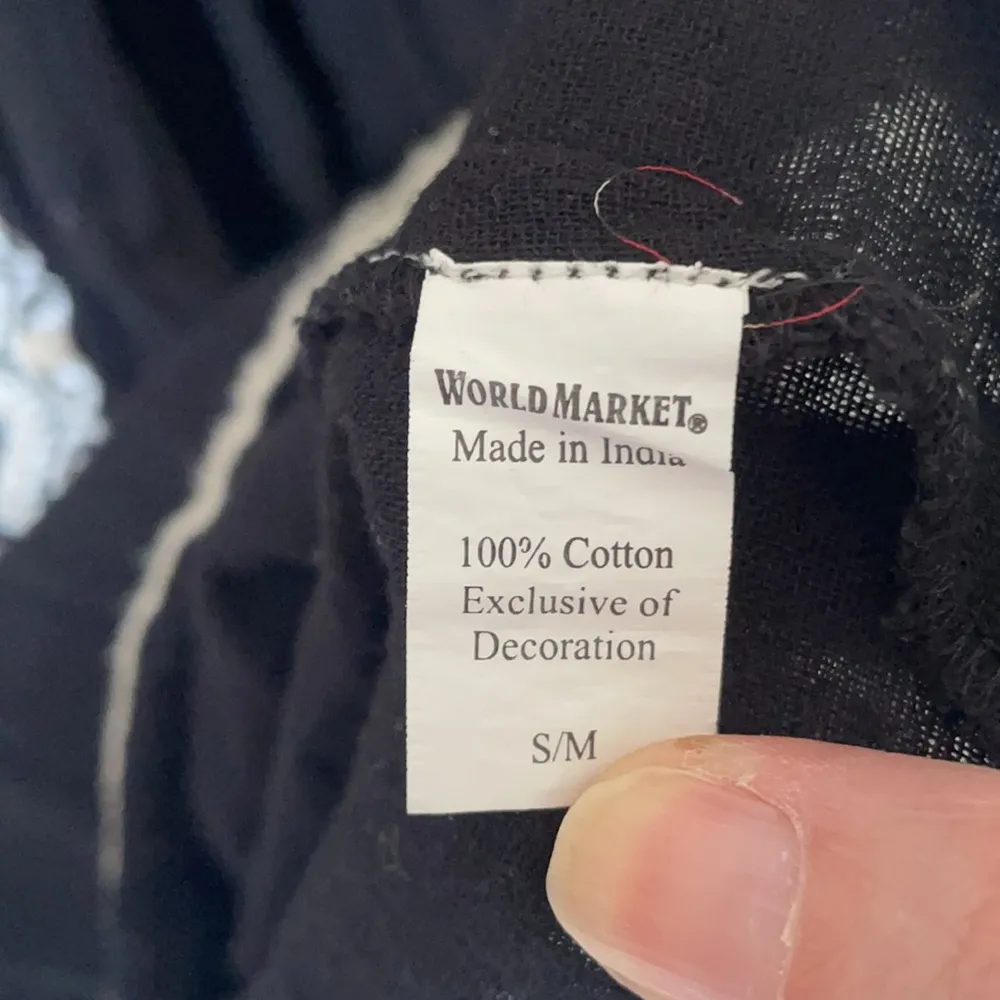 WORLD MARKET®
Made in India
100% Cotton
Exclusive of
Decoration
S/M